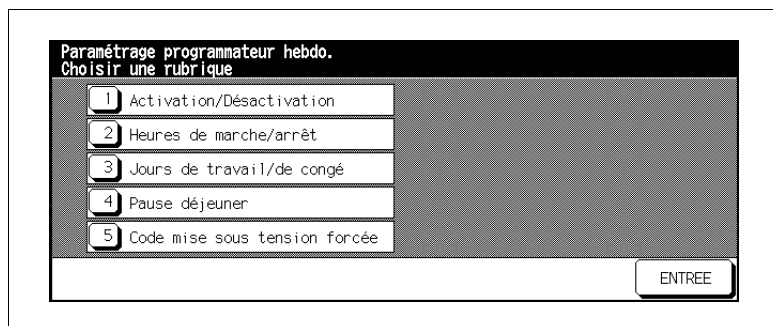 Paramétrage programmateur hebdo.
Choisir une rubrique
1 Activation/Désactivation
2 Heures de marche/arrêt
3 Jours de travail/de congé
4 Pause déjeuner
5 Code mise sous tension forcée
ENTREE